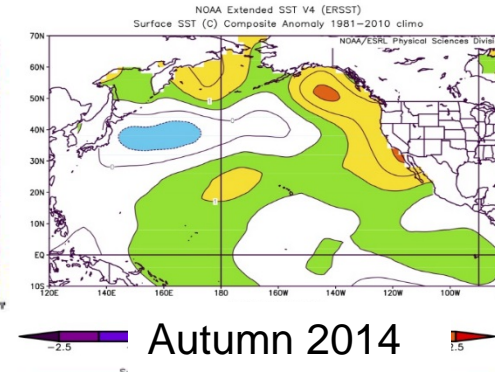 NOAA Extended SST V4 (ERSST)
Surface SST (C) Composite Anomaly 1981−2010 climo
NOAA/ESRL Physical Sciences Divisi
70N
60N
50N
40N
30N
20N
10N
EQ
10S
120E 140E 160E 180 160W 140W 120W 100W
−2.5 Autumn 2014 2.5